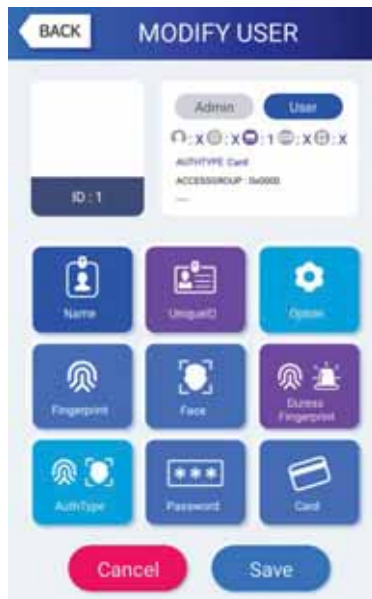 BACK
MODIFY USER
Admin
User
:X :X :1 :X :X
AUTHTYPE Card
ACCESSGROUP : 0x0000
----
ID : 1
Name
UniqueID
Option
Fingerprint
Face
Duress
Fingerprint
AuthType
***
Password
Card
Cancel
Save